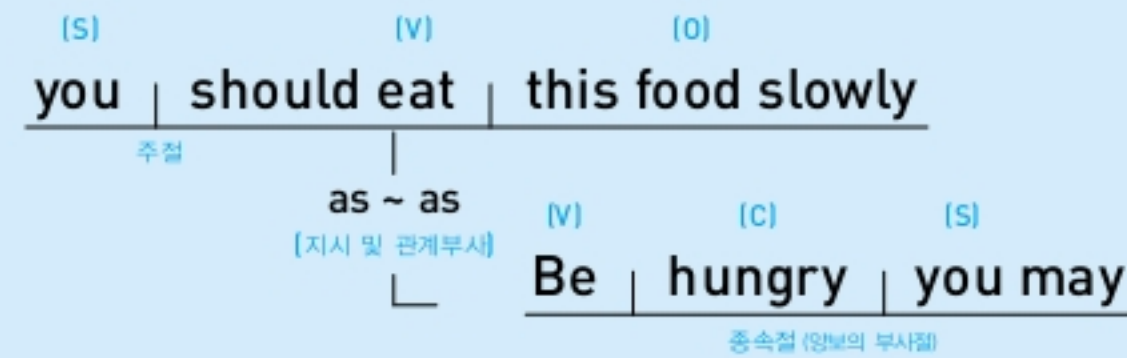 (S) (V) (O)
you should eat this food slowly
주절
as ~ as
(지시 및 관계부사)
(V) (C) (S)
Be hungry you may
종속절 (양보의 부사절)